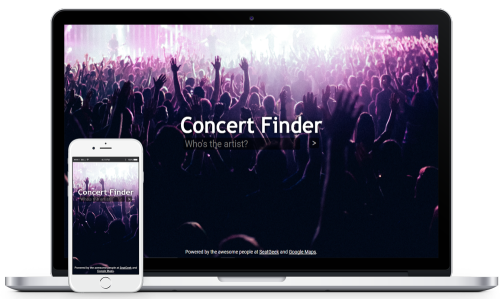 Concert Finder
Who's the artist? >
Powered by the awesome people at SeatGeek and Google Maps.
Concert Finder
Who's the artist? >
Powered by the awesome people at SeatGeek and
Google Maps.